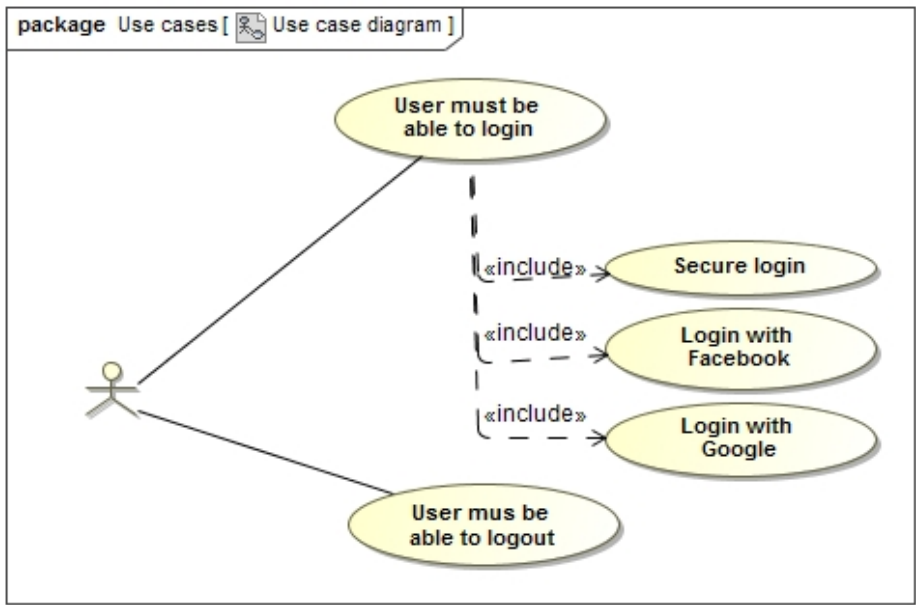 package Use cases [ Use case diagram ]
User must be
able to login
«include»
Secure login
«include»
Login with
Facebook
«include»
Login with
Google
User mus be
able to logout